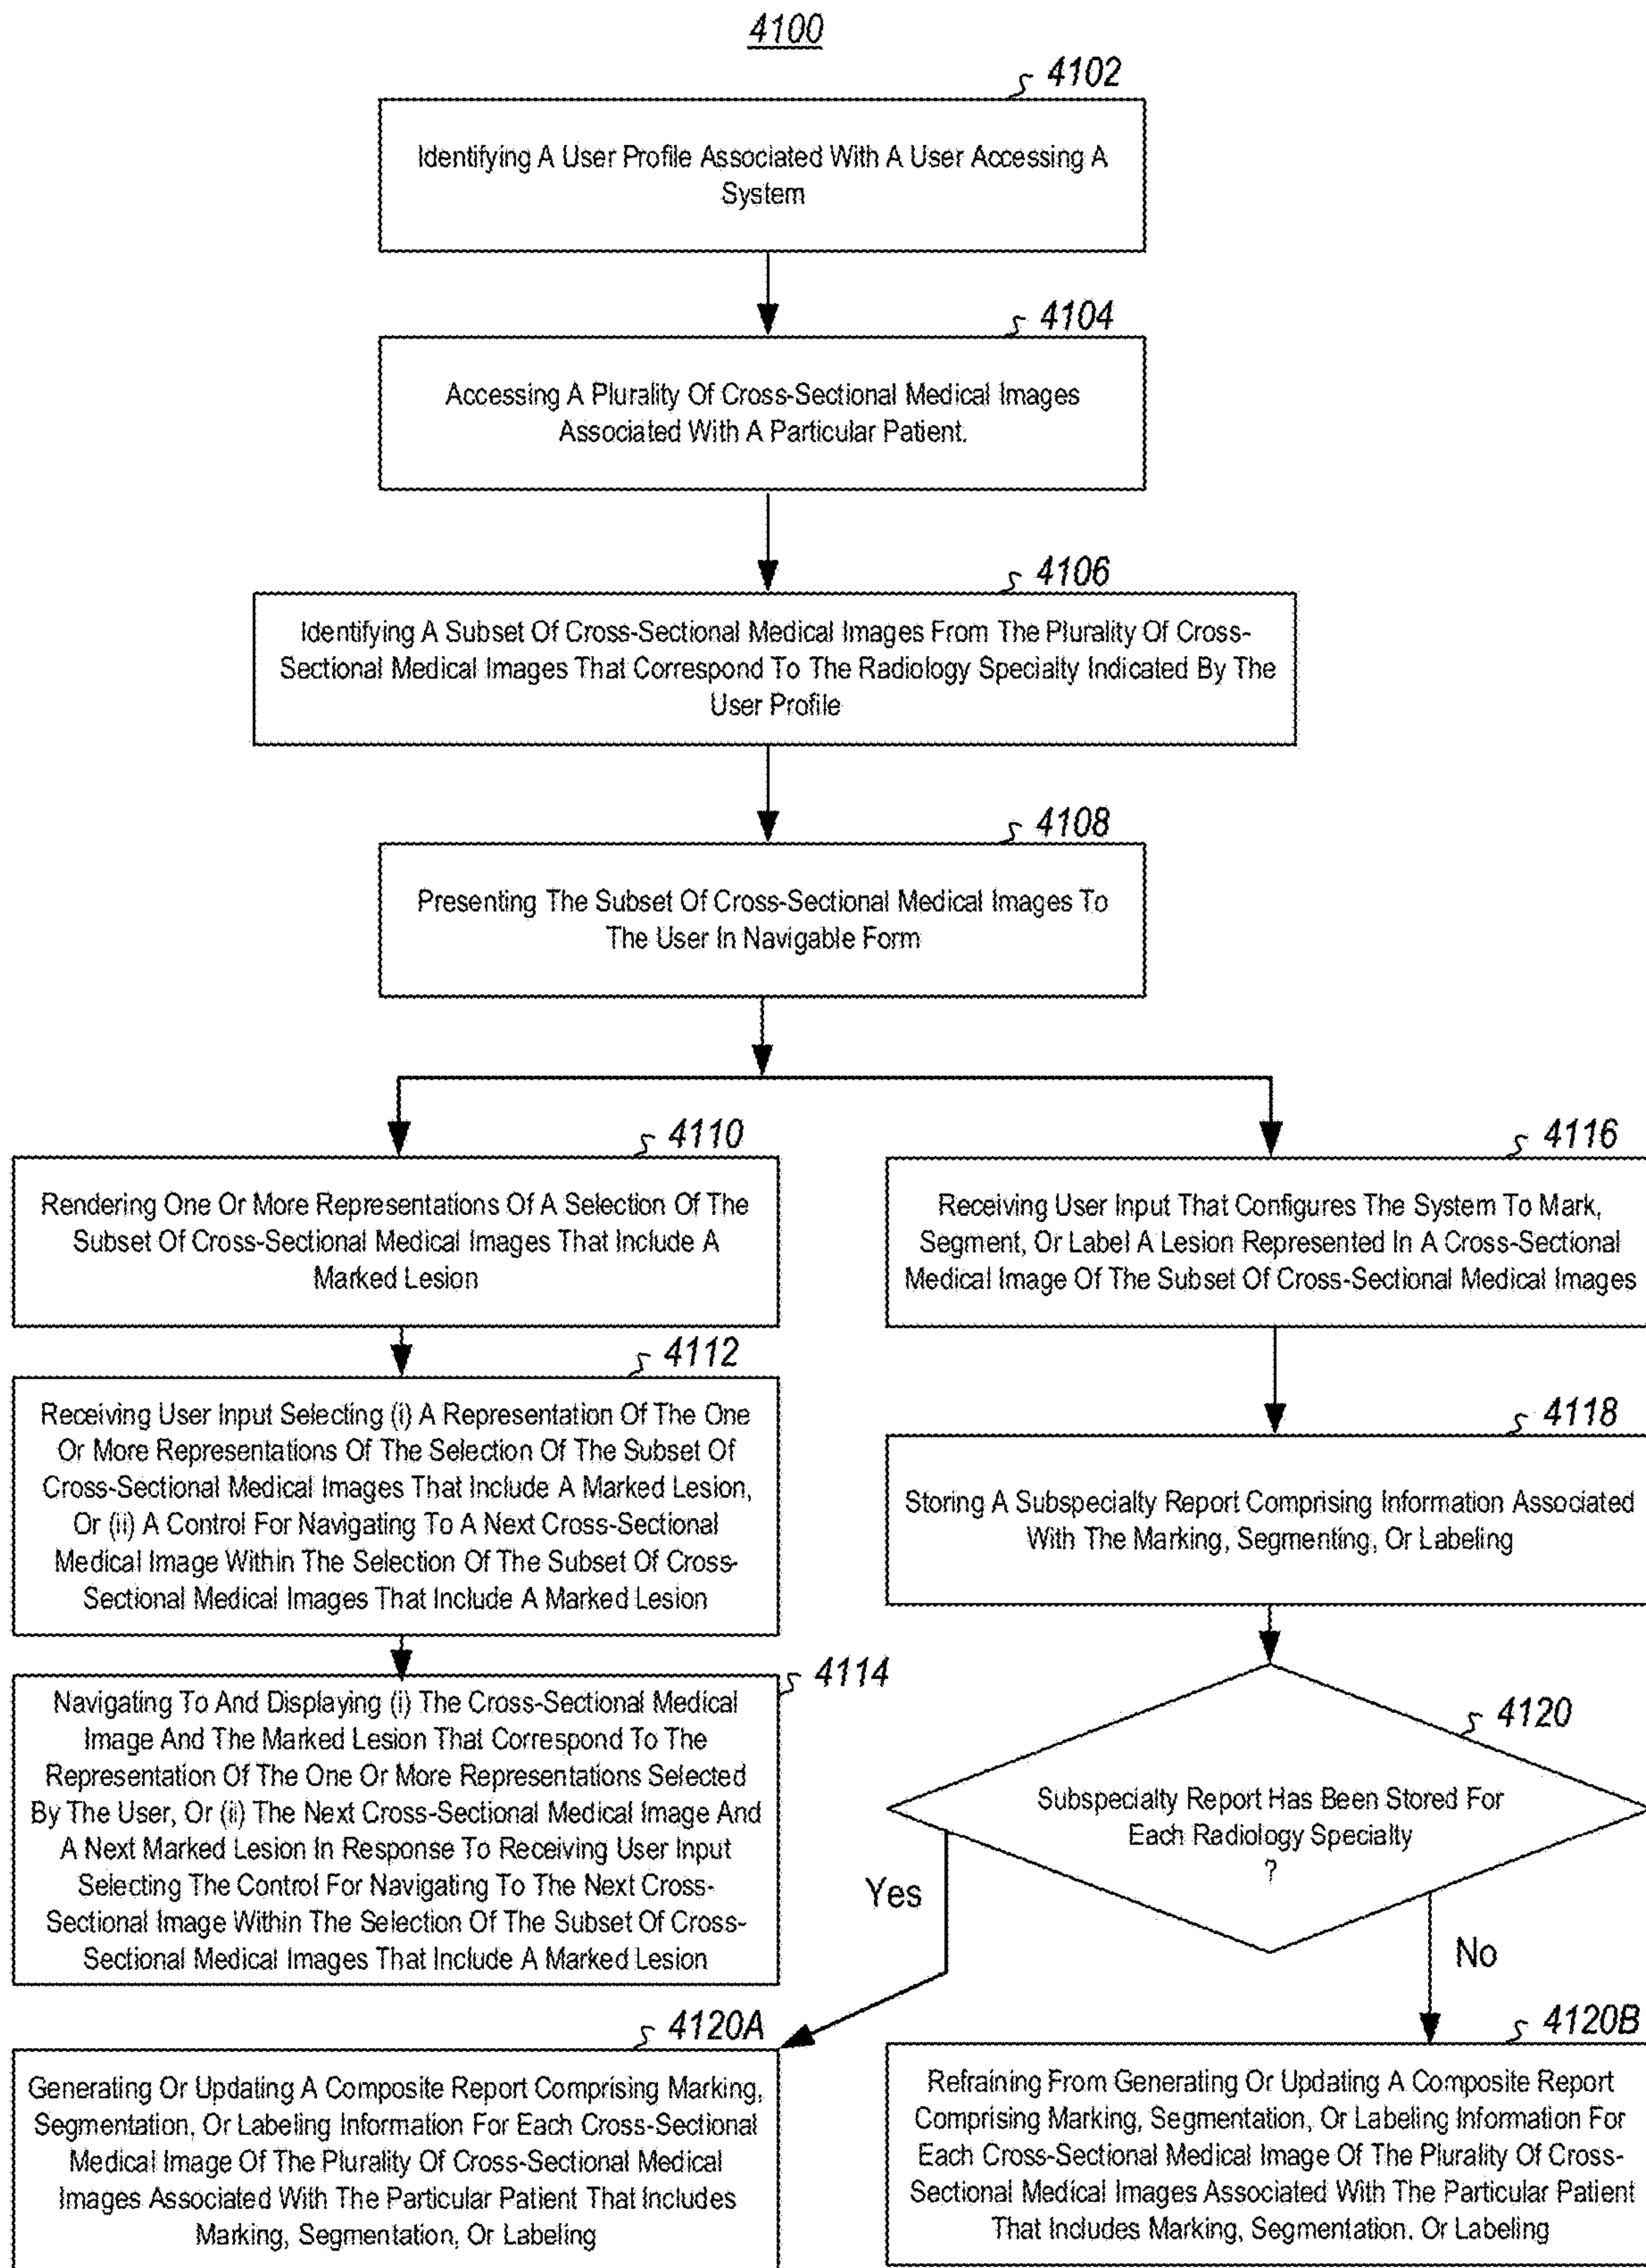 4100
4102
Identifying A User Profile Associated With A User Accessing A
System
4104
Accessing A Plurality Of Cross-Sectional Medical Images
Associated With A Particular Patient.
4106
Identifying A Subset Of Cross-Sectional Medical Images From The Plurality Of Cross-
Sectional Medical Images That Correspond To The Radiology Specialty Indicated By The
User Profile
4108
Presenting The Subset Of Cross-Sectional Medical Images To
The User In Navigable Form
4110
Rendering One Or More Representations Of A Selection Of The
Subset Of Cross-Sectional Medical Images That Include A
Marked Lesion
4112
Receiving User Input Selecting (i) A Representation Of The One
Or More Representations Of The Selection Of The Subset Of
Cross-Sectional Medical Images That Include A Marked Lesion,
Or (ii) A Control For Navigating To A Next Cross-Sectional
Medical Image Within The Selection Of The Subset Of Cross-
Sectional Medical Images That Include A Marked Lesion
4114
Navigating To And Displaying (i) The Cross-Sectional Medical
Image And The Marked Lesion That Correspond To The
Representation Of The One Or More Representations Selected
By The User, Or (ii) The Next Cross-Sectional Medical Image And
A Next Marked Lesion In Response To Receiving User Input
Selecting The Control For Navigating To The Next Cross-
Sectional Image Within The Selection Of The Subset Of Cross-
Sectional Medical Images That Include A Marked Lesion
4116
Receiving User Input That Configures The System To Mark,
Segment, Or Label A Lesion Represented In A Cross-Sectional
Medical Image Of The Subset Of Cross-Sectional Medical Images
4118
Storing A Subspecialty Report Comprising Information Associated
With The Marking, Segmenting, Or Labeling
4120
Subspecialty Report Has Been Stored For
Each Radiology Specialty
?
Yes
No
4120A
Generating Or Updating A Composite Report Comprising Marking,
Segmentation, Or Labeling Information For Each Cross-Sectional
Medical Image Of The Plurality Of Cross-Sectional Medical
Images Associated With The Particular Patient That Includes
Marking, Segmentation, Or Labeling
4120B
Refraining From Generating Or Updating A Composite Report
Comprising Marking, Segmentation, Or Labeling Information For
Each Cross-Sectional Medical Image Of The Plurality Of Cross-
Sectional Medical Images Associated With The Particular Patient
That Includes Marking, Segmentation. Or Labeling